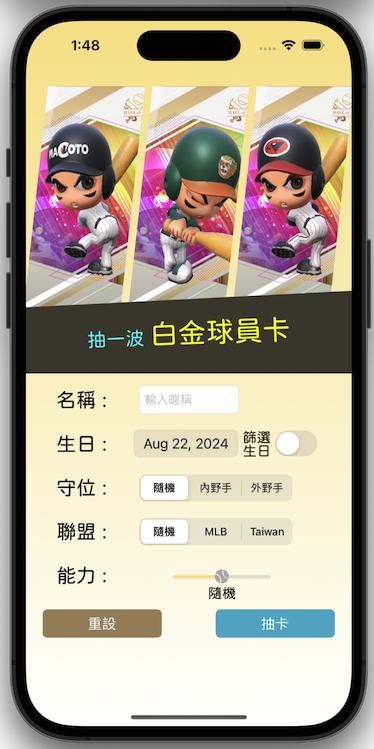 1:48
MACOTO
抽一波 白金球員卡
名稱：
輸入暱稱
生日：
Aug 22, 2024
篩選
生日
守位：
隨機 內野手 外野手
聯盟：
隨機 MLB Taiwan
能力：
隨機
重設 抽卡